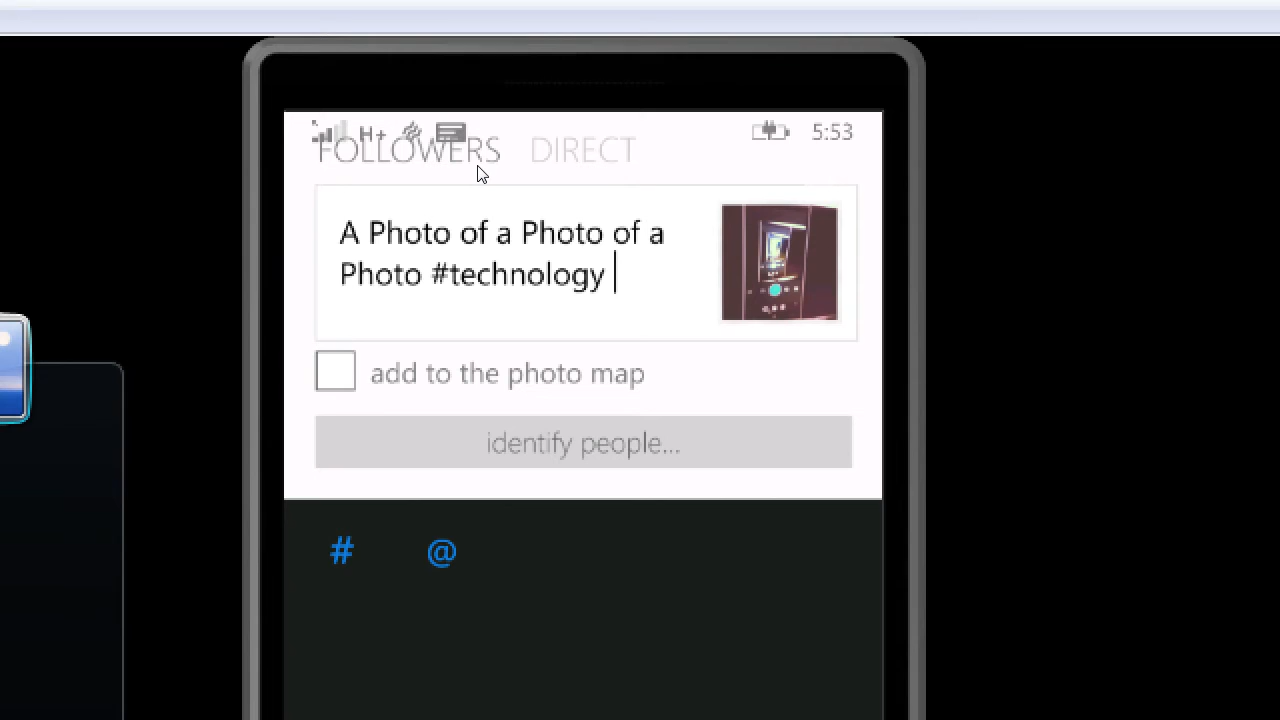 H+ 5:53
FOLLOWERS DIRECT
A Photo of a Photo of a
Photo #technology
add to the photo map
identify people...
# @